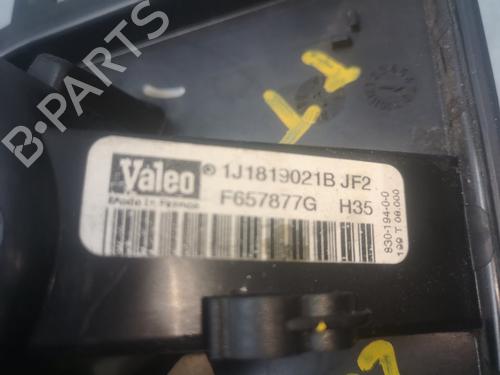 B-PARTS
Valeo ® 1J1819021B JF2
Made in France F657877G H35
830-194-0-0
199 T 08.000